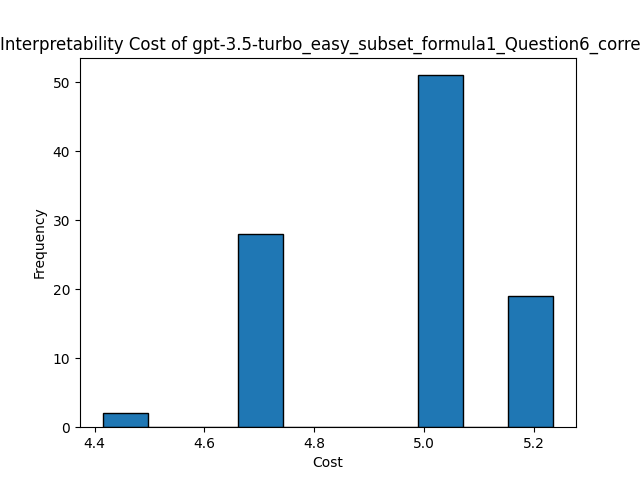 Interpretability Cost of gpt-3.5-turbo_easy_subset_formula1_Question6_corre
50
40
30
20
10
0
Frequency
4.4 4.6 4.8 5.0 5.2
Cost